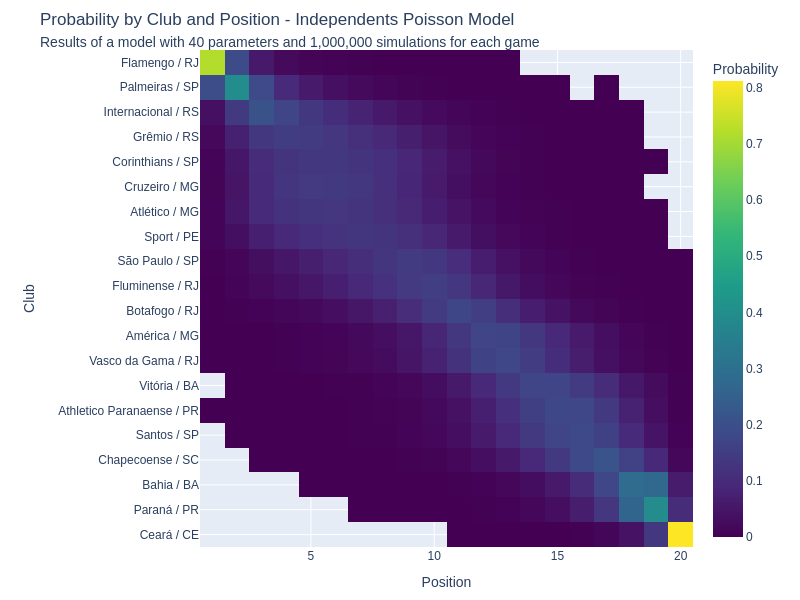 Probability by Club and Position - Independents Poisson Model
Results of a model with 40 parameters and 1,000,000 simulations for each game
Probability
Flamengo / RJ
Palmeiras / SP
Internacional / RS
Grêmio / RS
Corinthians / SP
Cruzeiro / MG
Atlético / MG
Sport / PE
São Paulo / SP
Fluminense / RJ
Botafogo / RJ
América / MG
Vasco da Gama / RJ
Vitória / BA
Athletico Paranaense / PR
Santos / SP
Chapecoense / SC
Bahia / BA
Paraná / PR
Ceará / CE
Club
5
10
15
20
Position
0.8
0.7
0.6
0.5
0.4
0.3
0.2
0.1
0